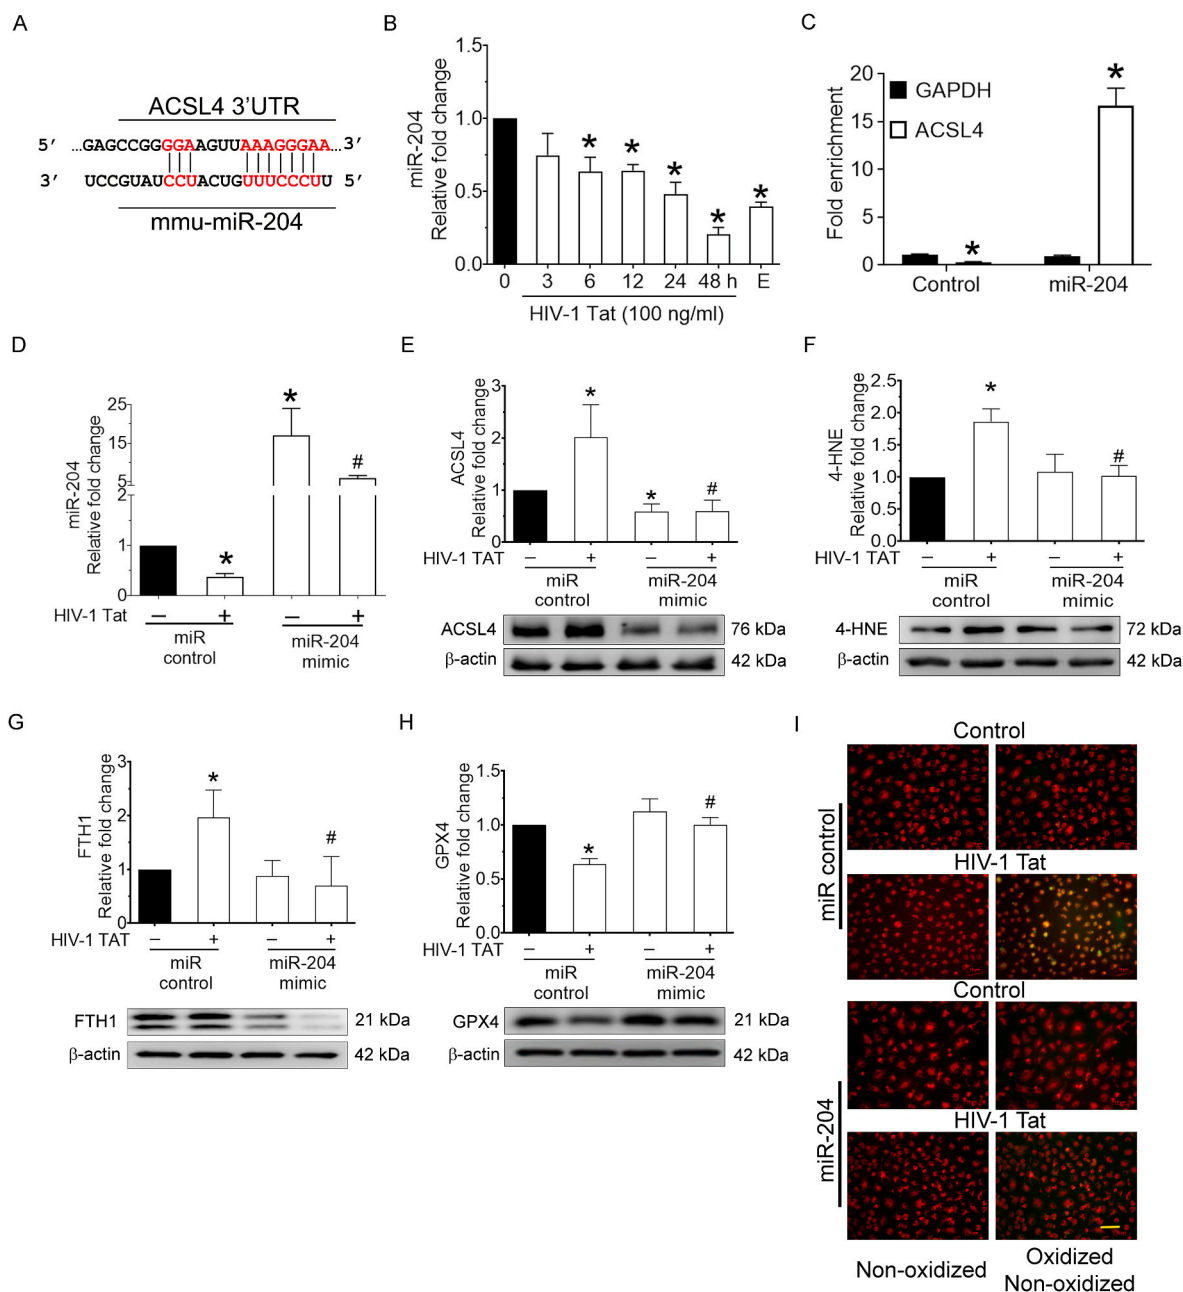 A
ACSL4 3’UTR
5’ ...GAGCCGGGGAAGUUAAAGGGAA...3’
3’ UCCGUAUCCUACUGUUUCCCUU 5’
mmu-miR-204
B
miR-204
Relative fold change
1.5
1.0
0.5
0.0
* * * * *
0 3 6 12 24 48 h E
HIV-1 Tat (100 ng/ml)
C
Fold enrichment
20
15
10
5
0
GAPDH
ACSL4
* *
Control miR-204
D
miR-204
Relative fold change
25
15
5
2
1
0
* * #
HIV-1 Tat – + – +
miR control
miR-204 mimic
E
ACSL4
Relative fold change
3
2
1
0
* * #
HIV-1 TAT – + – +
miR control
miR-204 mimic
ACSL4 76 kDa
β-actin 42 kDa
F
4-HNE
Relative fold change
2.5
2.0
1.5
1.0
0.5
0.0
* #
HIV-1 TAT – + – +
miR control
miR-204 mimic
4-HNE 72 kDa
β-actin 42 kDa
G
FTH1
Relative fold change
3
2
1
0
* #
HIV-1 TAT – + – +
miR control
miR-204 mimic
FTH1 21 kDa
β-actin 42 kDa
H
GPX4
Relative fold change
1.5
1.0
0.5
0.0
* #
HIV-1 TAT – + – +
miR control
miR-204 mimic
GPX4 21 kDa
β-actin 42 kDa
I
Control
miR control
HIV-1 Tat
Control
miR-204
HIV-1 Tat
Non-oxidized
Oxidized
Non-oxidized